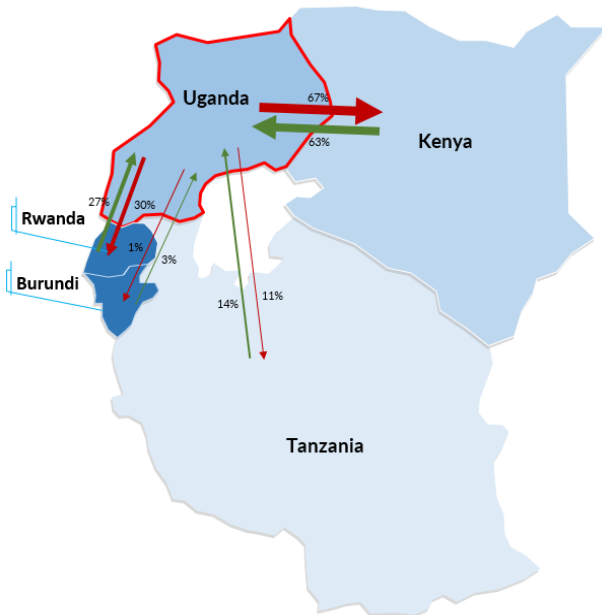 Uganda
67%
63%
Kenya
27%
30%
Rwanda
1%
3%
Burundi
14%
11%
Tanzania